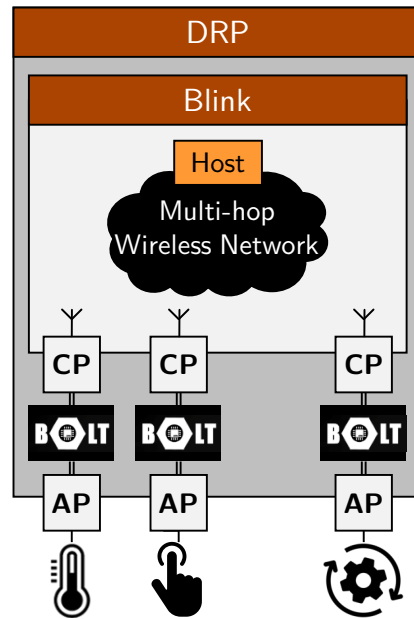 DRP
Blink
Host
Multi-hop
Wireless Network
CP CP CP
BOLT BOLT BOLT
AP AP AP